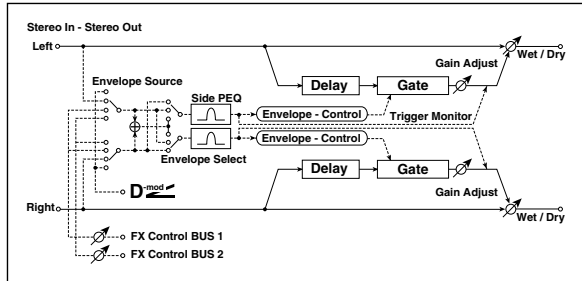 Stereo In - Stereo Out
Left
Wet / Dry
Gain Adjust
Envelope Source
Side PEQ
Delay
Gate
Envelope - Control
Trigger Monitor
Envelope - Control
Envelope Select
Delay
Gate
D-mod
Gain Adjust
Right
Wet / Dry
FX Control BUS 1
FX Control BUS 2